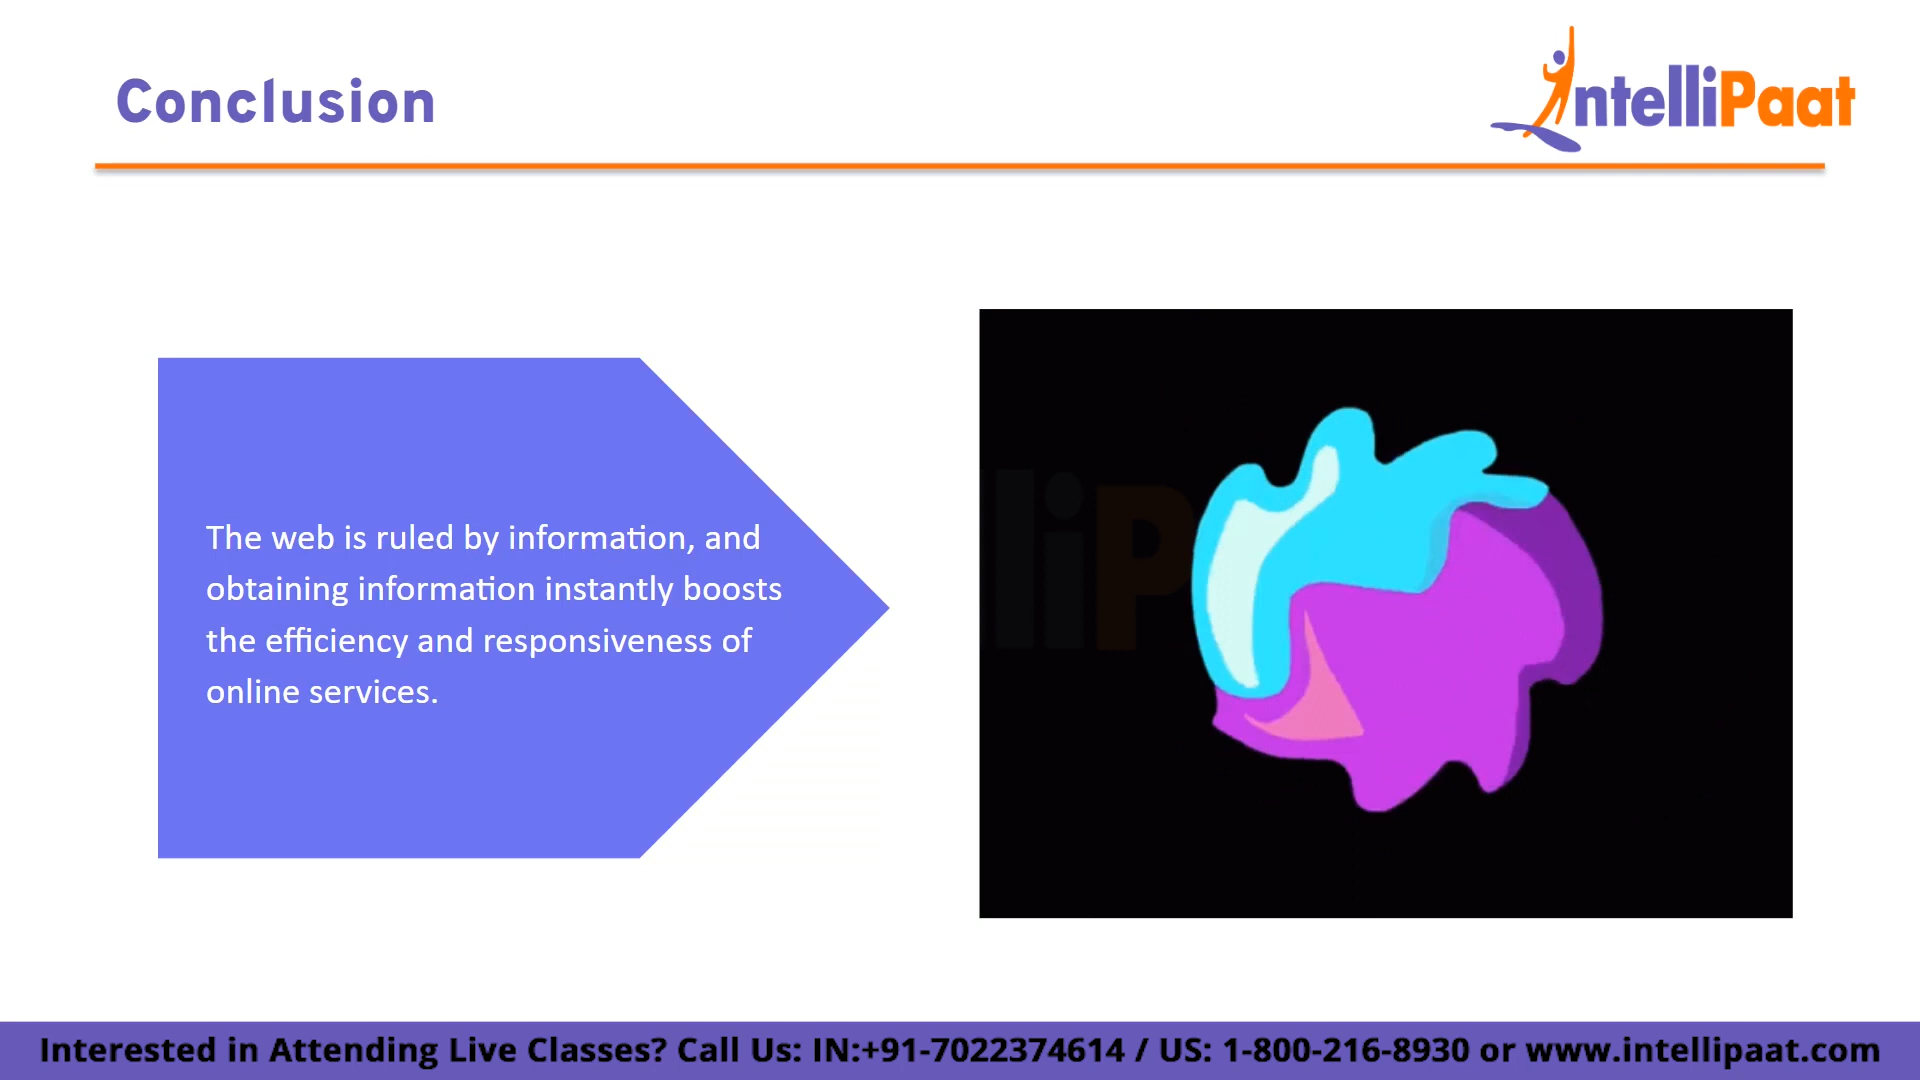 Conclusion
IntelliPaat
The web is ruled by information, and
obtaining information instantly boosts
the efficiency and responsiveness of
online services.
Interested in Attending Live Classes? Call Us: IN:+91-7022374614 / US: 1-800-216-8930 or www.intellipaat.com